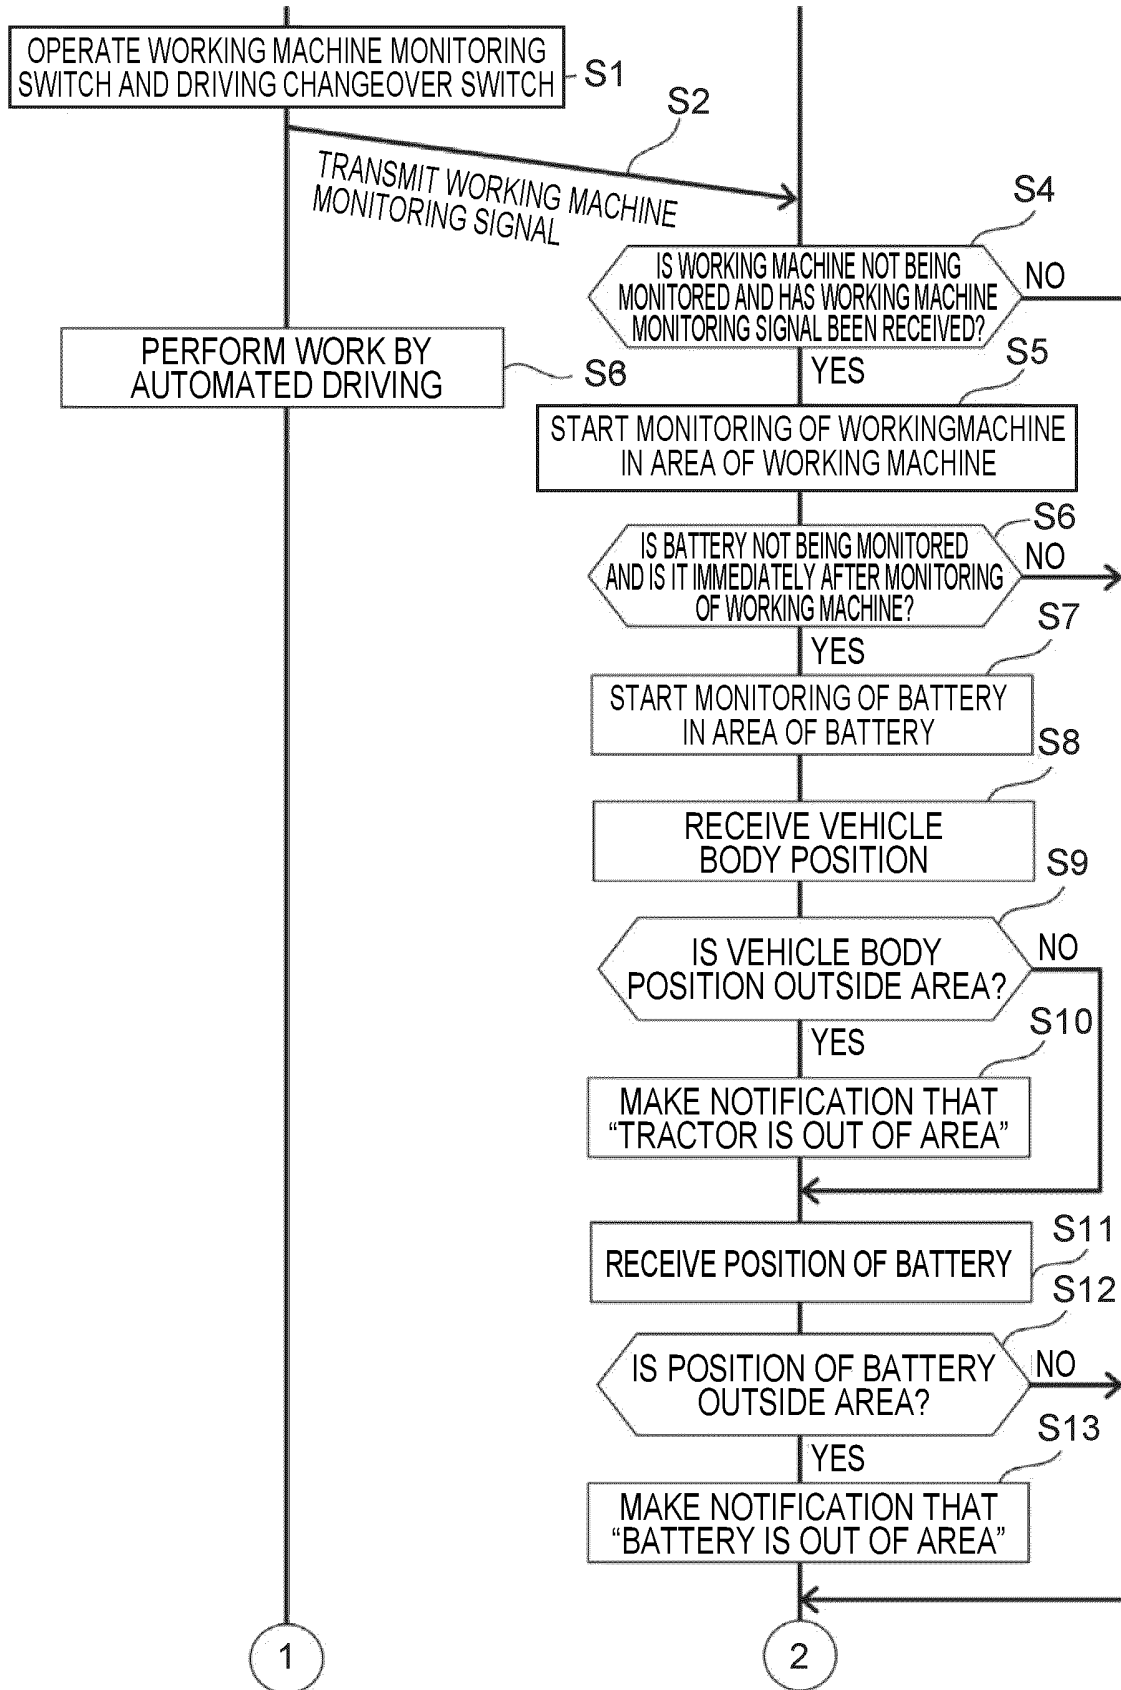 OPERATE WORKING MACHINE MONITORING
SWITCH AND DRIVING CHANGEOVER SWITCH
S1
S2
TRANSMIT WORKING MACHINE
MONITORING SIGNAL
S4
IS WORKING MACHINE NOT BEING
MONITORED AND HAS WORKING MACHINE
MONITORING SIGNAL BEEN RECEIVED?
NO
YES
PERFORM WORK BY
AUTOMATED DRIVING
S3
S5
START MONITORING OF WORKINGMACHINE
IN AREA OF WORKING MACHINE
S6
IS BATTERY NOT BEING MONITORED
AND IS IT IMMEDIATELY AFTER MONITORING
OF WORKING MACHINE?
NO
YES
S7
START MONITORING OF BATTERY
IN AREA OF BATTERY
S8
RECEIVE VEHICLE
BODY POSITION
S9
IS VEHICLE BODY
POSITION OUTSIDE AREA?
NO
YES
S10
MAKE NOTIFICATION THAT
“TRACTOR IS OUT OF AREA”
S11
RECEIVE POSITION OF BATTERY
S12
IS POSITION OF BATTERY
OUTSIDE AREA?
NO
YES
S13
MAKE NOTIFICATION THAT
“BATTERY IS OUT OF AREA”
1
2